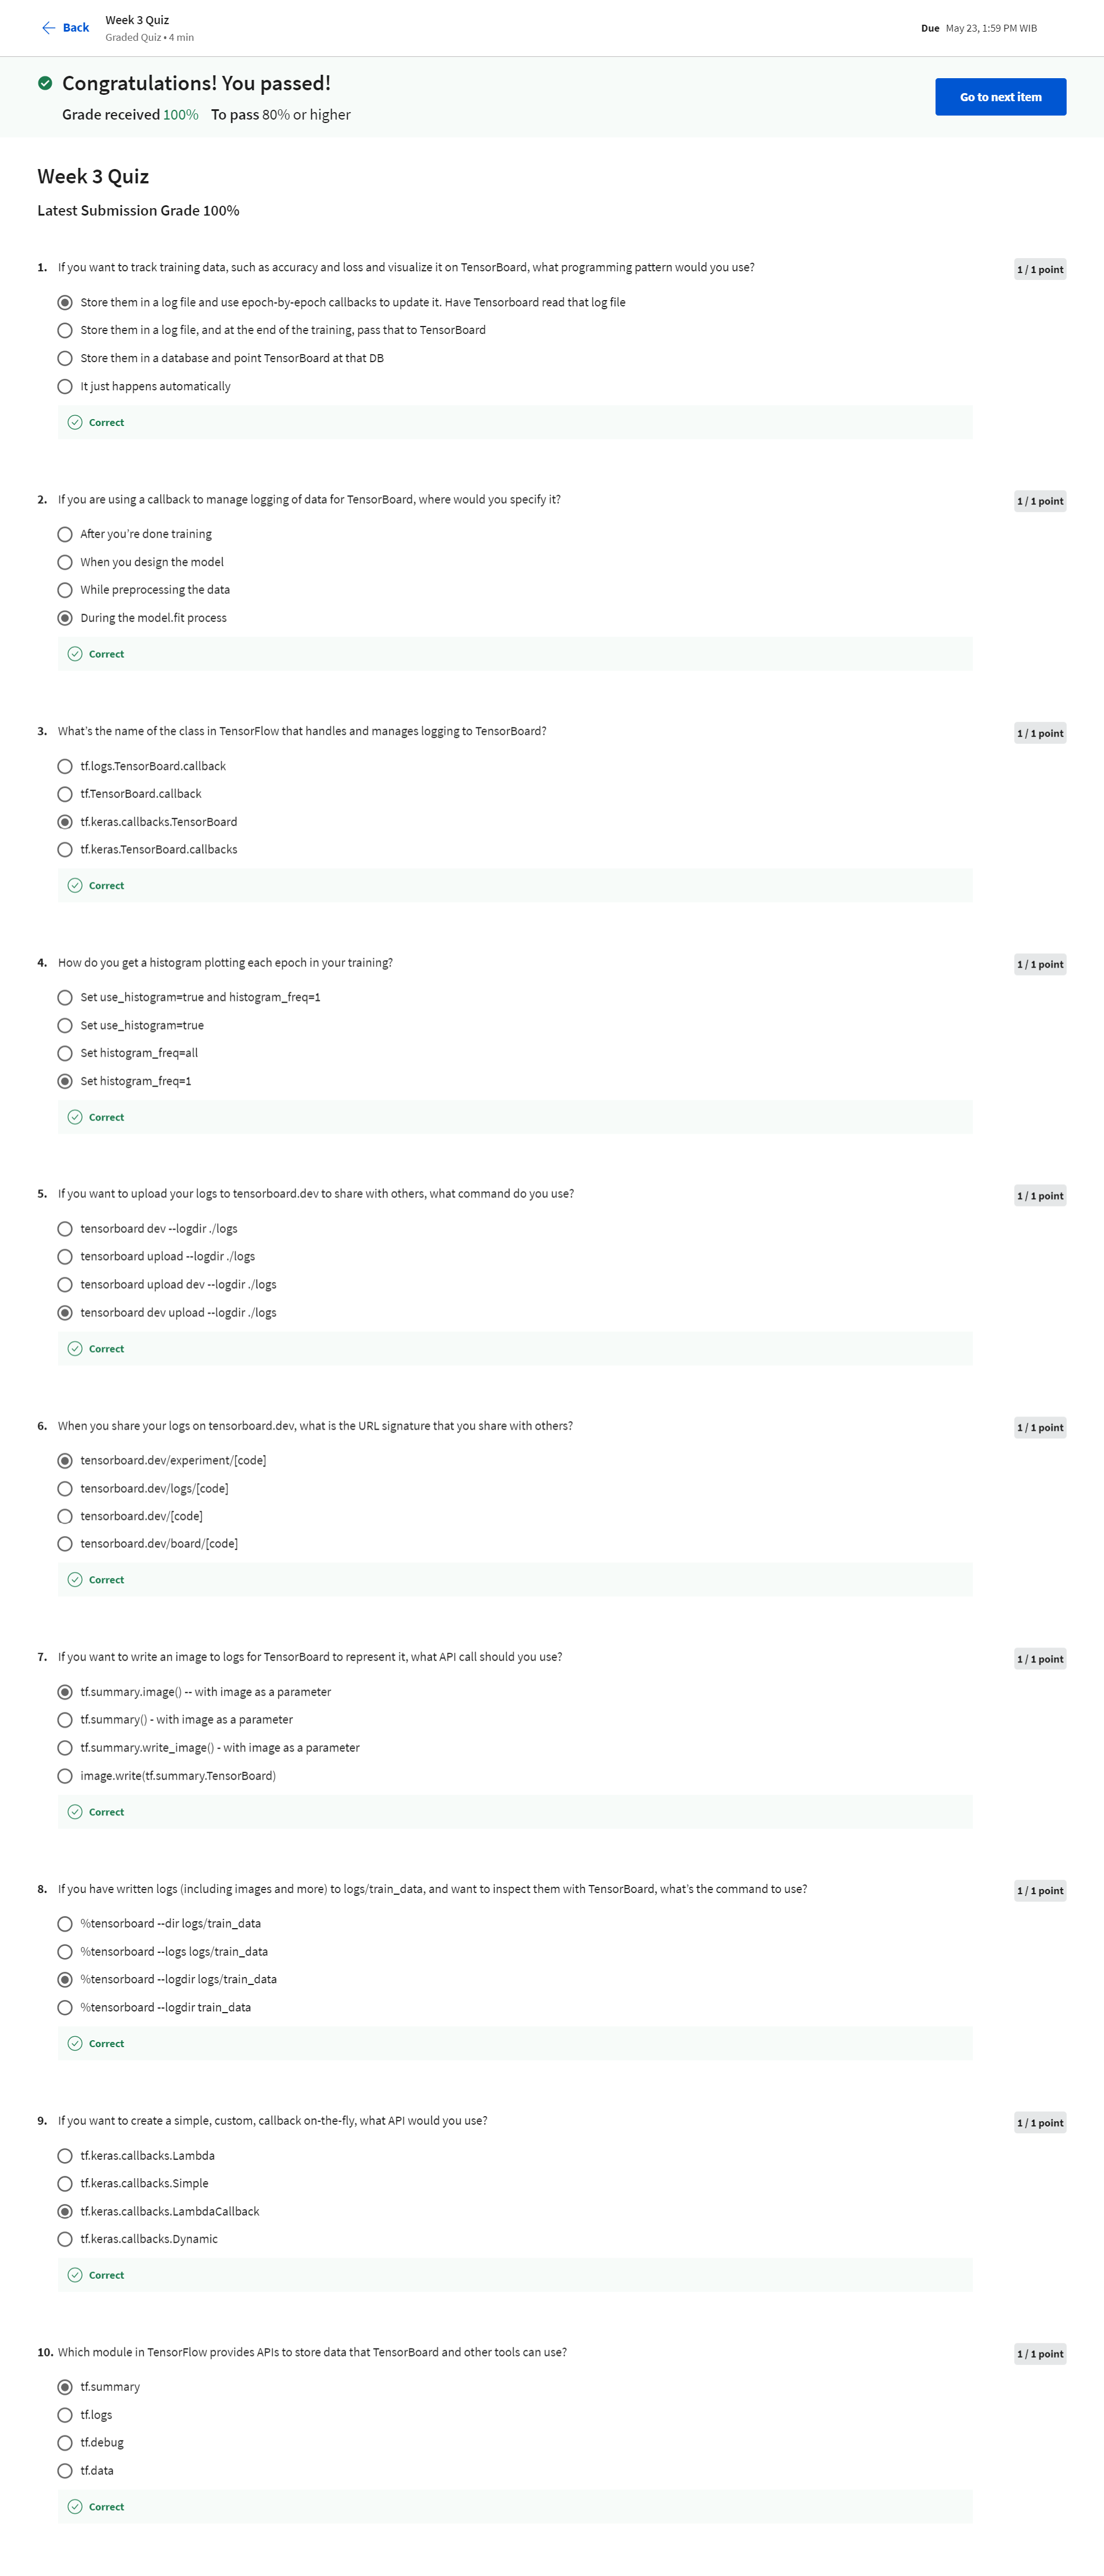 Back
Week 3 Quiz
Graded Quiz • 4 min
Due May 23, 1:59 PM WIB
Congratulations! You passed!
Grade received 100% To pass 80% or higher
Go to next item
Week 3 Quiz
Latest Submission Grade 100%
1. If you want to track training data, such as accuracy and loss and visualize it on TensorBoard, what programming pattern would you use?
1 / 1 point
Store them in a log file and use epoch-by-epoch callbacks to update it. Have Tensorboard read that log file
Store them in a log file, and at the end of the training, pass that to TensorBoard
Store them in a database and point TensorBoard at that DB
It just happens automatically
Correct
2. If you are using a callback to manage logging of data for TensorBoard, where would you specify it?
1 / 1 point
After you’re done training
When you design the model
While preprocessing the data
During the model.fit process
Correct
3. What’s the name of the class in TensorFlow that handles and manages logging to TensorBoard?
1 / 1 point
tf.logs.TensorBoard.callback
tf.TensorBoard.callback
tf.keras.callbacks.TensorBoard
tf.keras.TensorBoard.callbacks
Correct
4. How do you get a histogram plotting each epoch in your training?
1 / 1 point
Set use_histogram=true and histogram_freq=1
Set use_histogram=true
Set histogram_freq=all
Set histogram_freq=1
Correct
5. If you want to upload your logs to tensorboard.dev to share with others, what command do you use?
1 / 1 point
tensorboard dev --logdir ./logs
tensorboard upload --logdir ./logs
tensorboard upload dev --logdir ./logs
tensorboard dev upload --logdir ./logs
Correct
6. When you share your logs on tensorboard.dev, what is the URL signature that you share with others?
1 / 1 point
tensorboard.dev/experiment/[code]
tensorboard.dev/logs/[code]
tensorboard.dev/[code]
tensorboard.dev/board/[code]
Correct
7. If you want to write an image to logs for TensorBoard to represent it, what API call should you use?
1 / 1 point
tf.summary.image() -- with image as a parameter
tf.summary() - with image as a parameter
tf.summary.write_image() - with image as a parameter
image.write(tf.summary.TensorBoard)
Correct
8. If you have written logs (including images and more) to logs/train_data, and want to inspect them with TensorBoard, what’s the command to use?
1 / 1 point
%tensorboard --dir logs/train_data
%tensorboard --logs logs/train_data
%tensorboard --logdir logs/train_data
%tensorboard --logdir train_data
Correct
9. If you want to create a simple, custom, callback on-the-fly, what API would you use?
1 / 1 point
tf.keras.callbacks.Lambda
tf.keras.callbacks.Simple
tf.keras.callbacks.LambdaCallback
tf.keras.callbacks.Dynamic
Correct
10. Which module in TensorFlow provides APIs to store data that TensorBoard and other tools can use?
1 / 1 point
tf.summary
tf.logs
tf.debug
tf.data
Correct